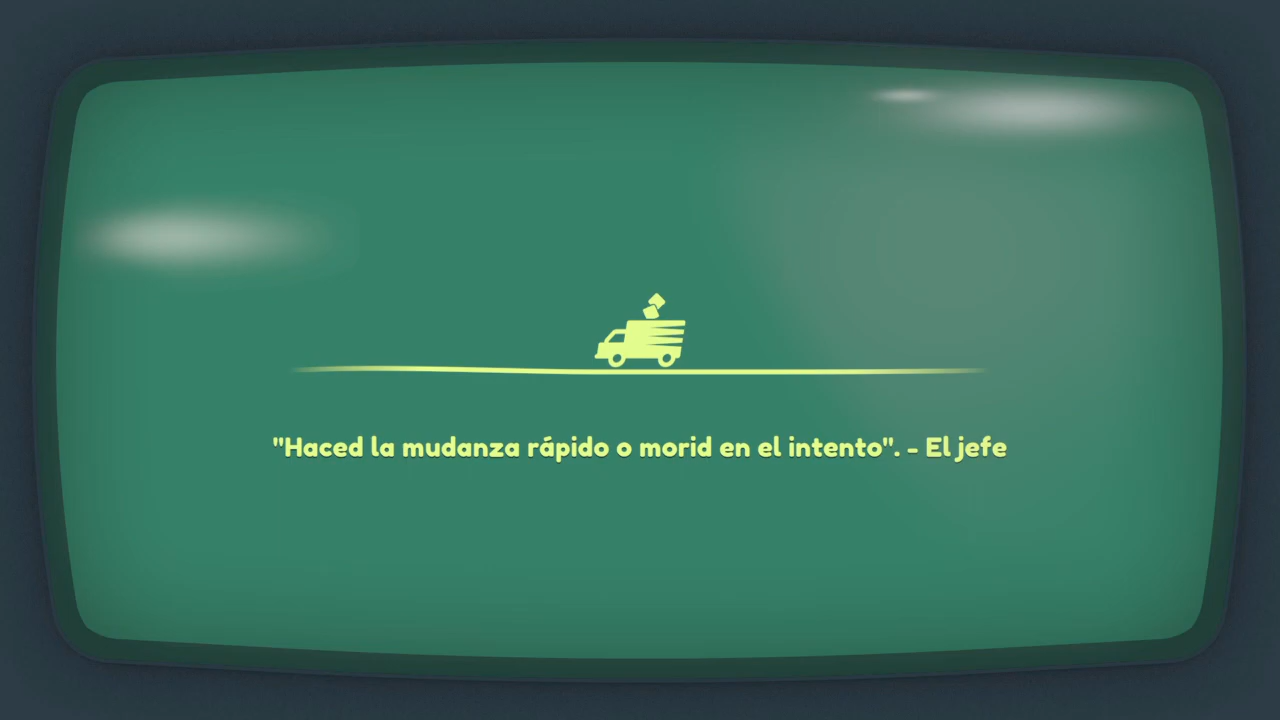 "Haced la mudanza rápido o morid en el intento". - El jefe